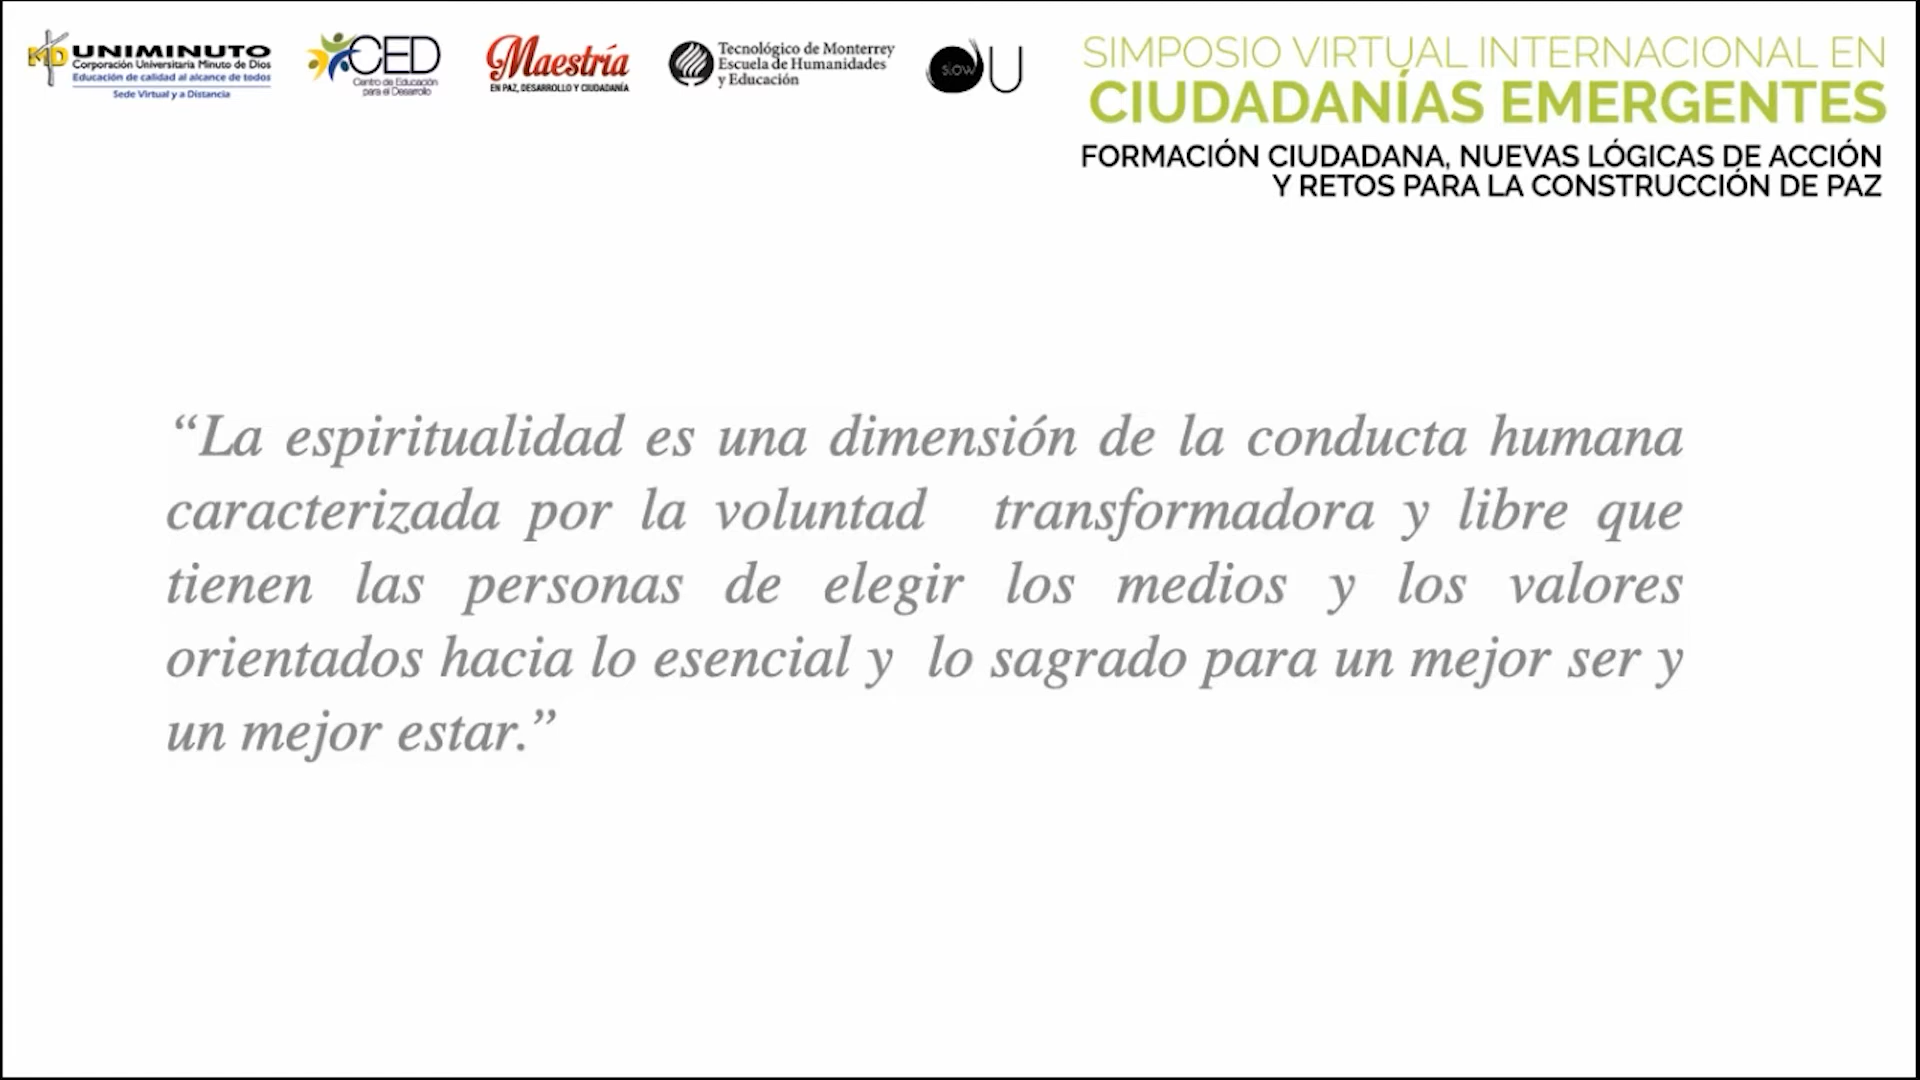 UNIMINUTO
Corporación Universitaria Minuto de Dios
Educación de calidad al alcance de todos
Sede Virtual y a Distancia
CED
Centro de Educación
para el Desarrollo
Maestría
EN PAZ, DESARROLLO Y CIUDADANÍA
Tecnológico de Monterrey
Escuela de Humanidades
y Educación
slow U
SIMPOSIO VIRTUAL INTERNACIONAL EN
CIUDADANÍAS EMERGENTES
FORMACIÓN CIUDADANA, NUEVAS LÓGICAS DE ACCIÓN
Y RETOS PARA LA CONSTRUCCIÓN DE PAZ
“La espiritualidad es una dimensión de la conducta humana
caracterizada por la voluntad transformadora y libre que
tienen las personas de elegir los medios y los valores
orientados hacia lo esencial y lo sagrado para un mejor ser y
un mejor estar.”